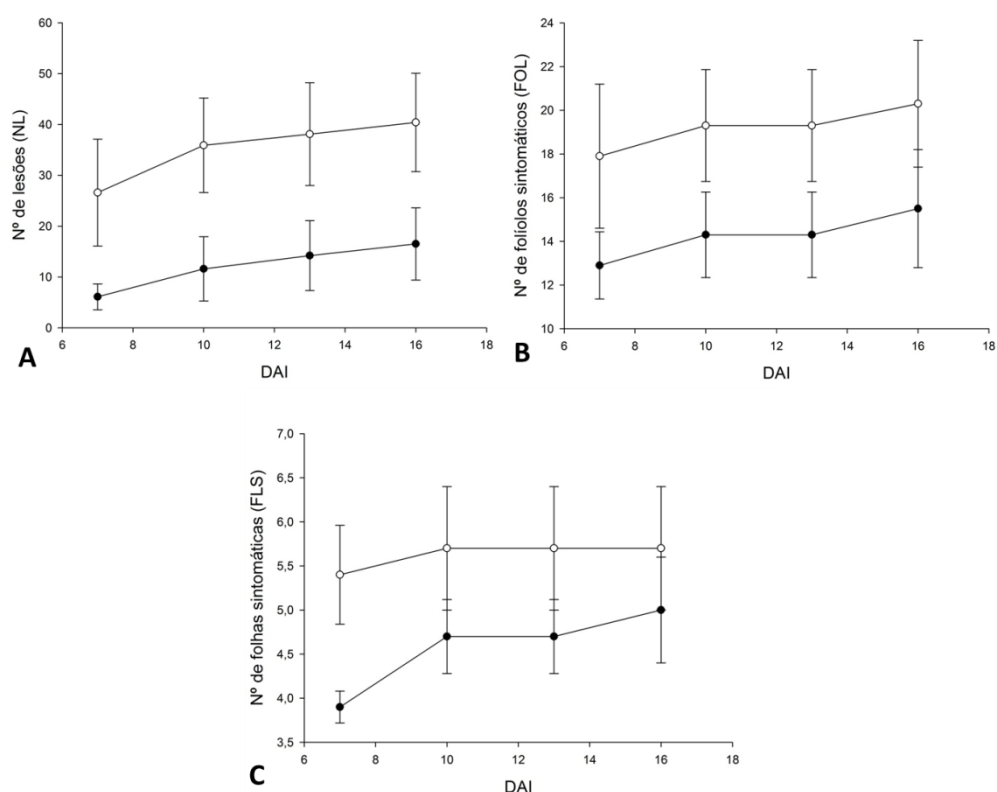 60
50
40
30
20
10
0
Nº de lesões (NL)
6 8 10 12 14 16 18
DAI
A
24
22
20
18
16
14
12
10
Nº de folíolos sintomáticos (FOL)
6 8 10 12 14 16 18
DAI
B
7,0
6,5
6,0
5,5
5,0
4,5
4,0
3,5
Nº de folhas sintomáticas (FLS)
6 8 10 12 14 16 18
DAI
C